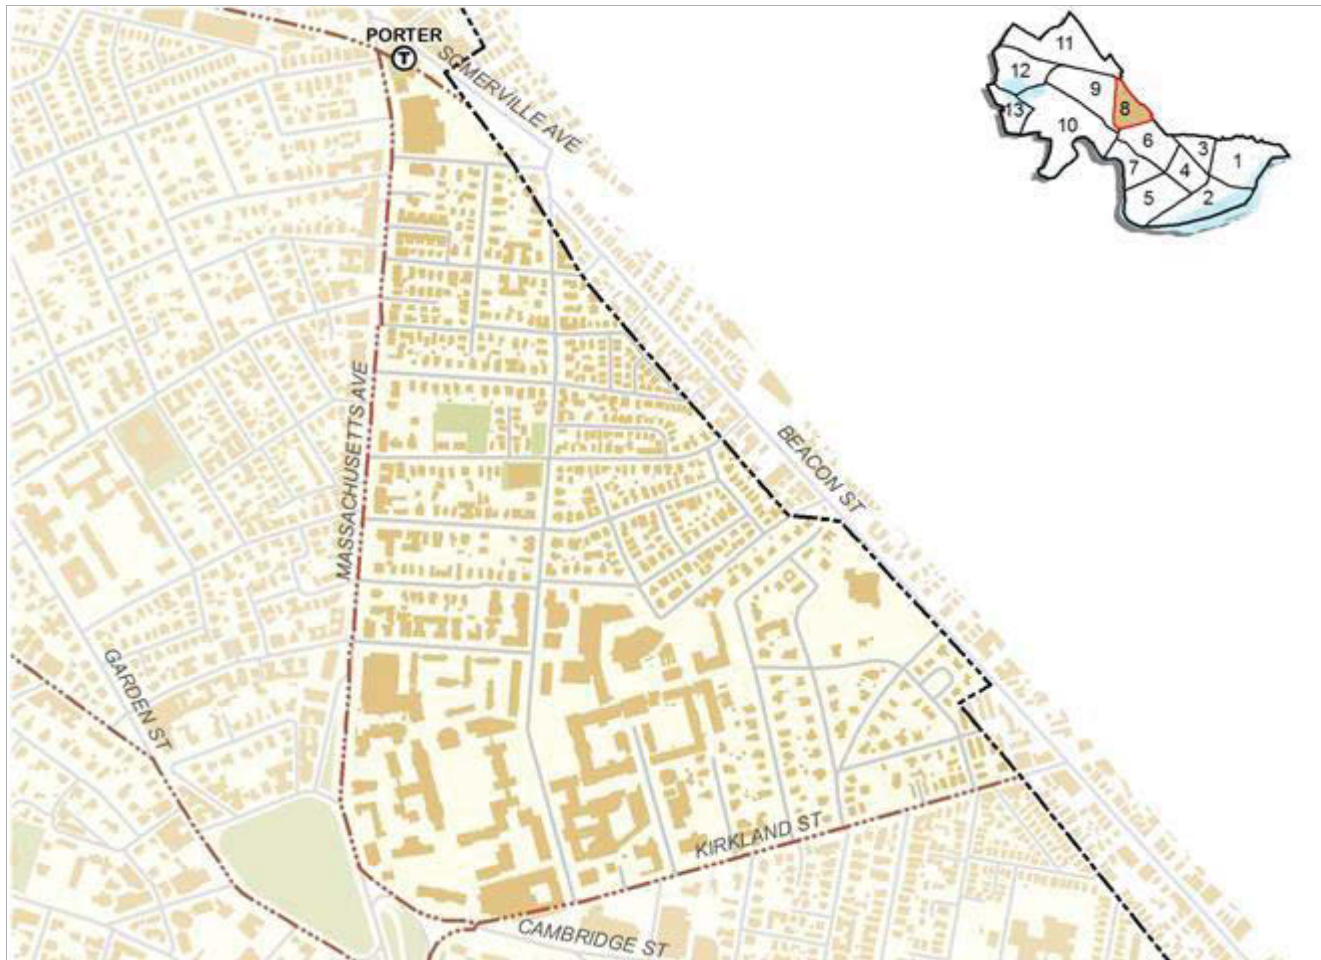 PORTER
T
SOMERVILLE AVE
11
12
9
13
8
10
6
3
7
4
1
5
2
MASSACHUSETTS AVE
BEACON ST
GARDEN ST
KIRKLAND ST
CAMBRIDGE ST